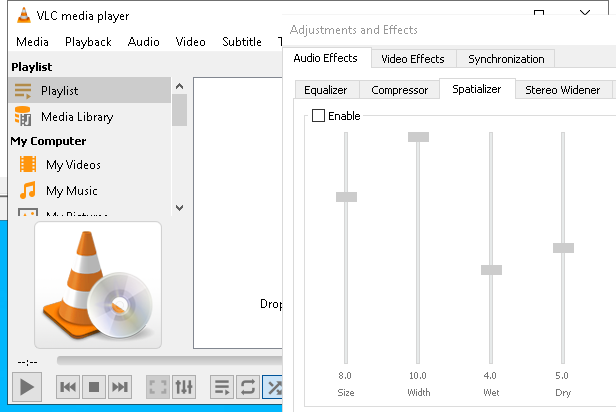 VLC media player
Media Playback Audio Video Subtitle
Playlist
Playlist
Media Library
My Computer
My Videos
My Music
My Pictures
Drop
--:--
Adjustments and Effects
Audio Effects Video Effects Synchronization
Equalizer Compressor Spatializer Stereo Widener
Enable
8.0 10.0 4.0 5.0
Size Width Wet Dry